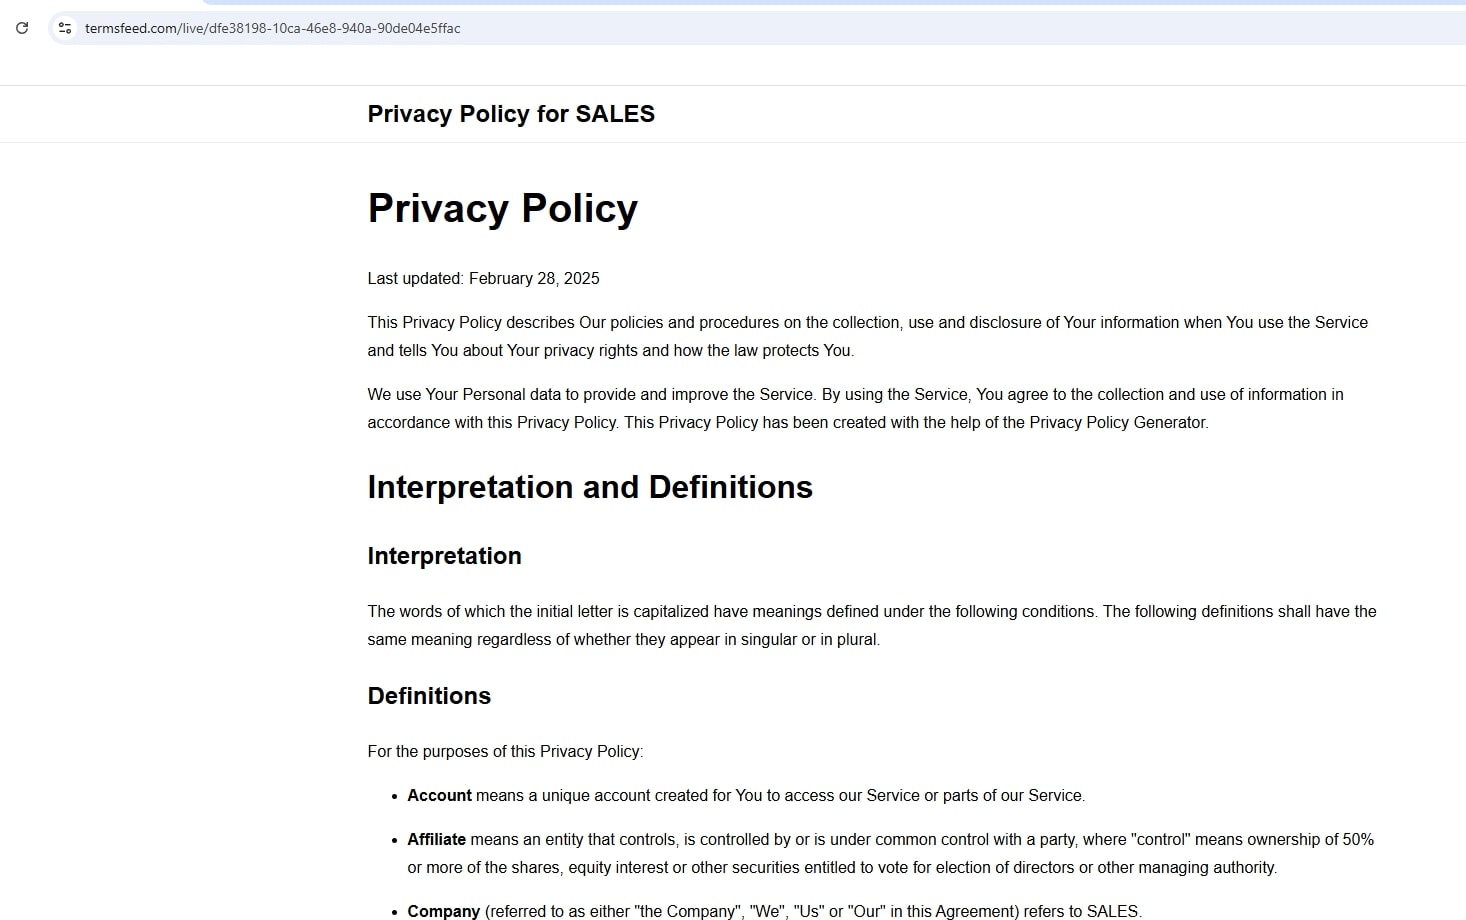 termsfeed.com/live/dfe38198-10ca-46e8-940a-90de04e5ffac
Privacy Policy for SALES
Privacy Policy
Last updated: February 28, 2025
This Privacy Policy describes Our policies and procedures on the collection, use and disclosure of Your information when You use the Service
and tells You about Your privacy rights and how the law protects You.
We use Your Personal data to provide and improve the Service. By using the Service, You agree to the collection and use of information in
accordance with this Privacy Policy. This Privacy Policy has been created with the help of the Privacy Policy Generator.
Interpretation and Definitions
Interpretation
The words of which the initial letter is capitalized have meanings defined under the following conditions. The following definitions shall have the
same meaning regardless of whether they appear in singular or in plural.
Definitions
For the purposes of this Privacy Policy:
• Account means a unique account created for You to access our Service or parts of our Service.
• Affiliate means an entity that controls, is controlled by or is under common control with a party, where "control" means ownership of 50%
or more of the shares, equity interest or other securities entitled to vote for election of directors or other managing authority.
• Company (referred to as either "the Company", "We", "Us" or "Our" in this Agreement) refers to SALES.